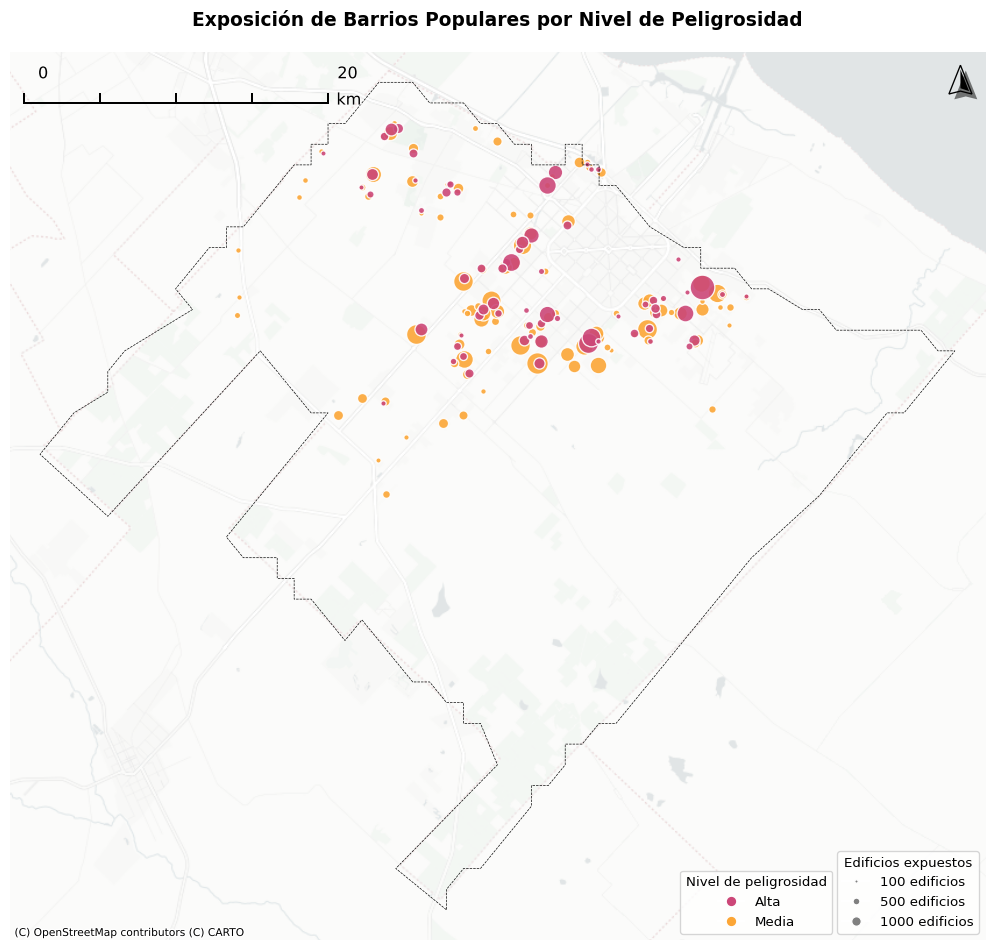 Exposición de Barrios Populares por Nivel de Peligrosidad
0 20
km
Nivel de peligrosidad
Alta
Media
Edificios expuestos
100 edificios
500 edificios
1000 edificios
(C) OpenStreetMap contributors (C) CARTO